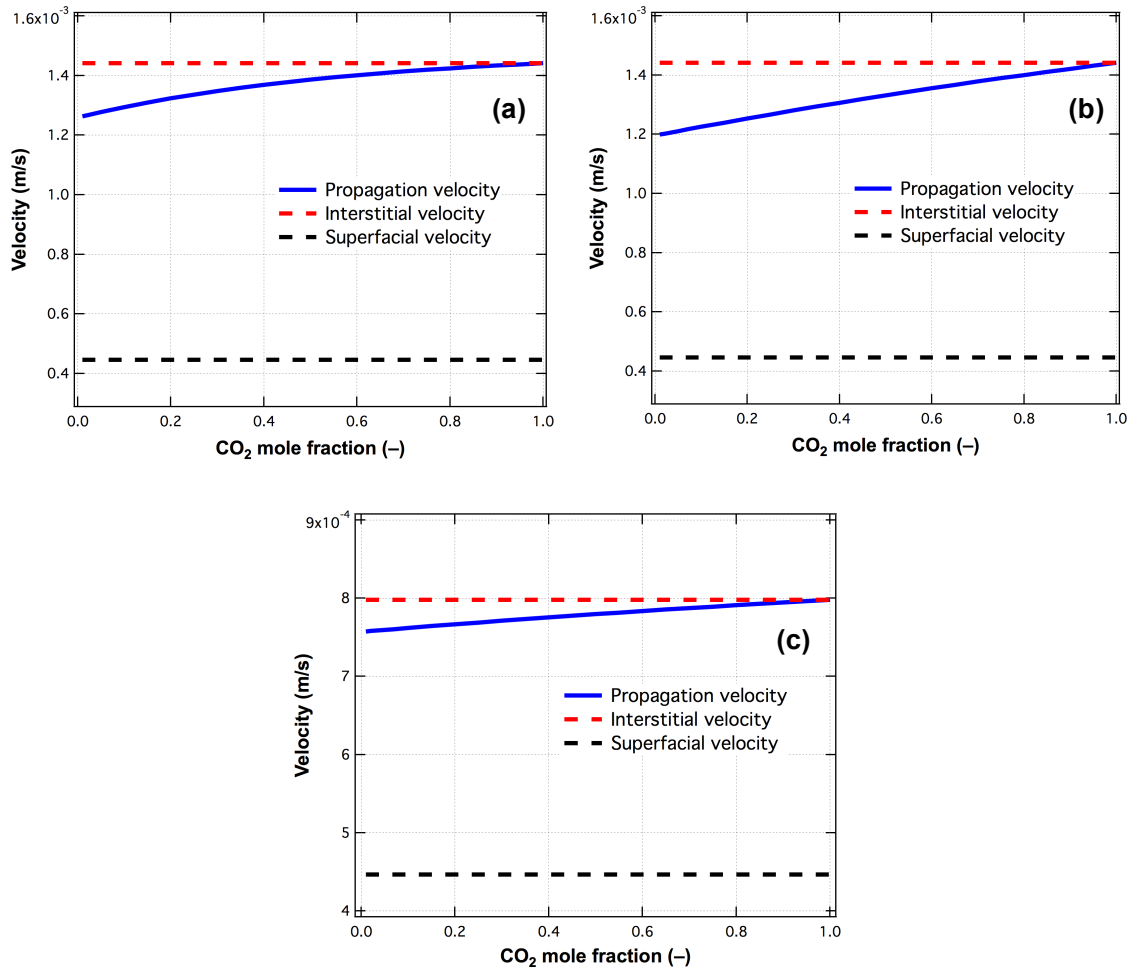 1.6x10⁻³
1.4
1.2
1.0
0.8
0.6
0.4
Velocity (m/s)
(a)
Propagation velocity
Interstitial velocity
Superfacial velocity
0.0 0.2 0.4 0.6 0.8 1.0
CO₂ mole fraction (–)
1.6x10⁻³
1.4
1.2
1.0
0.8
0.6
0.4
Velocity (m/s)
(b)
Propagation velocity
Interstitial velocity
Superfacial velocity
0.0 0.2 0.4 0.6 0.8 1.0
CO₂ mole fraction (–)
9x10⁻⁴
8
7
6
5
4
Velocity (m/s)
(c)
Propagation velocity
Interstitial velocity
Superfacial velocity
0.0 0.2 0.4 0.6 0.8 1.0
CO₂ mole fraction (–)